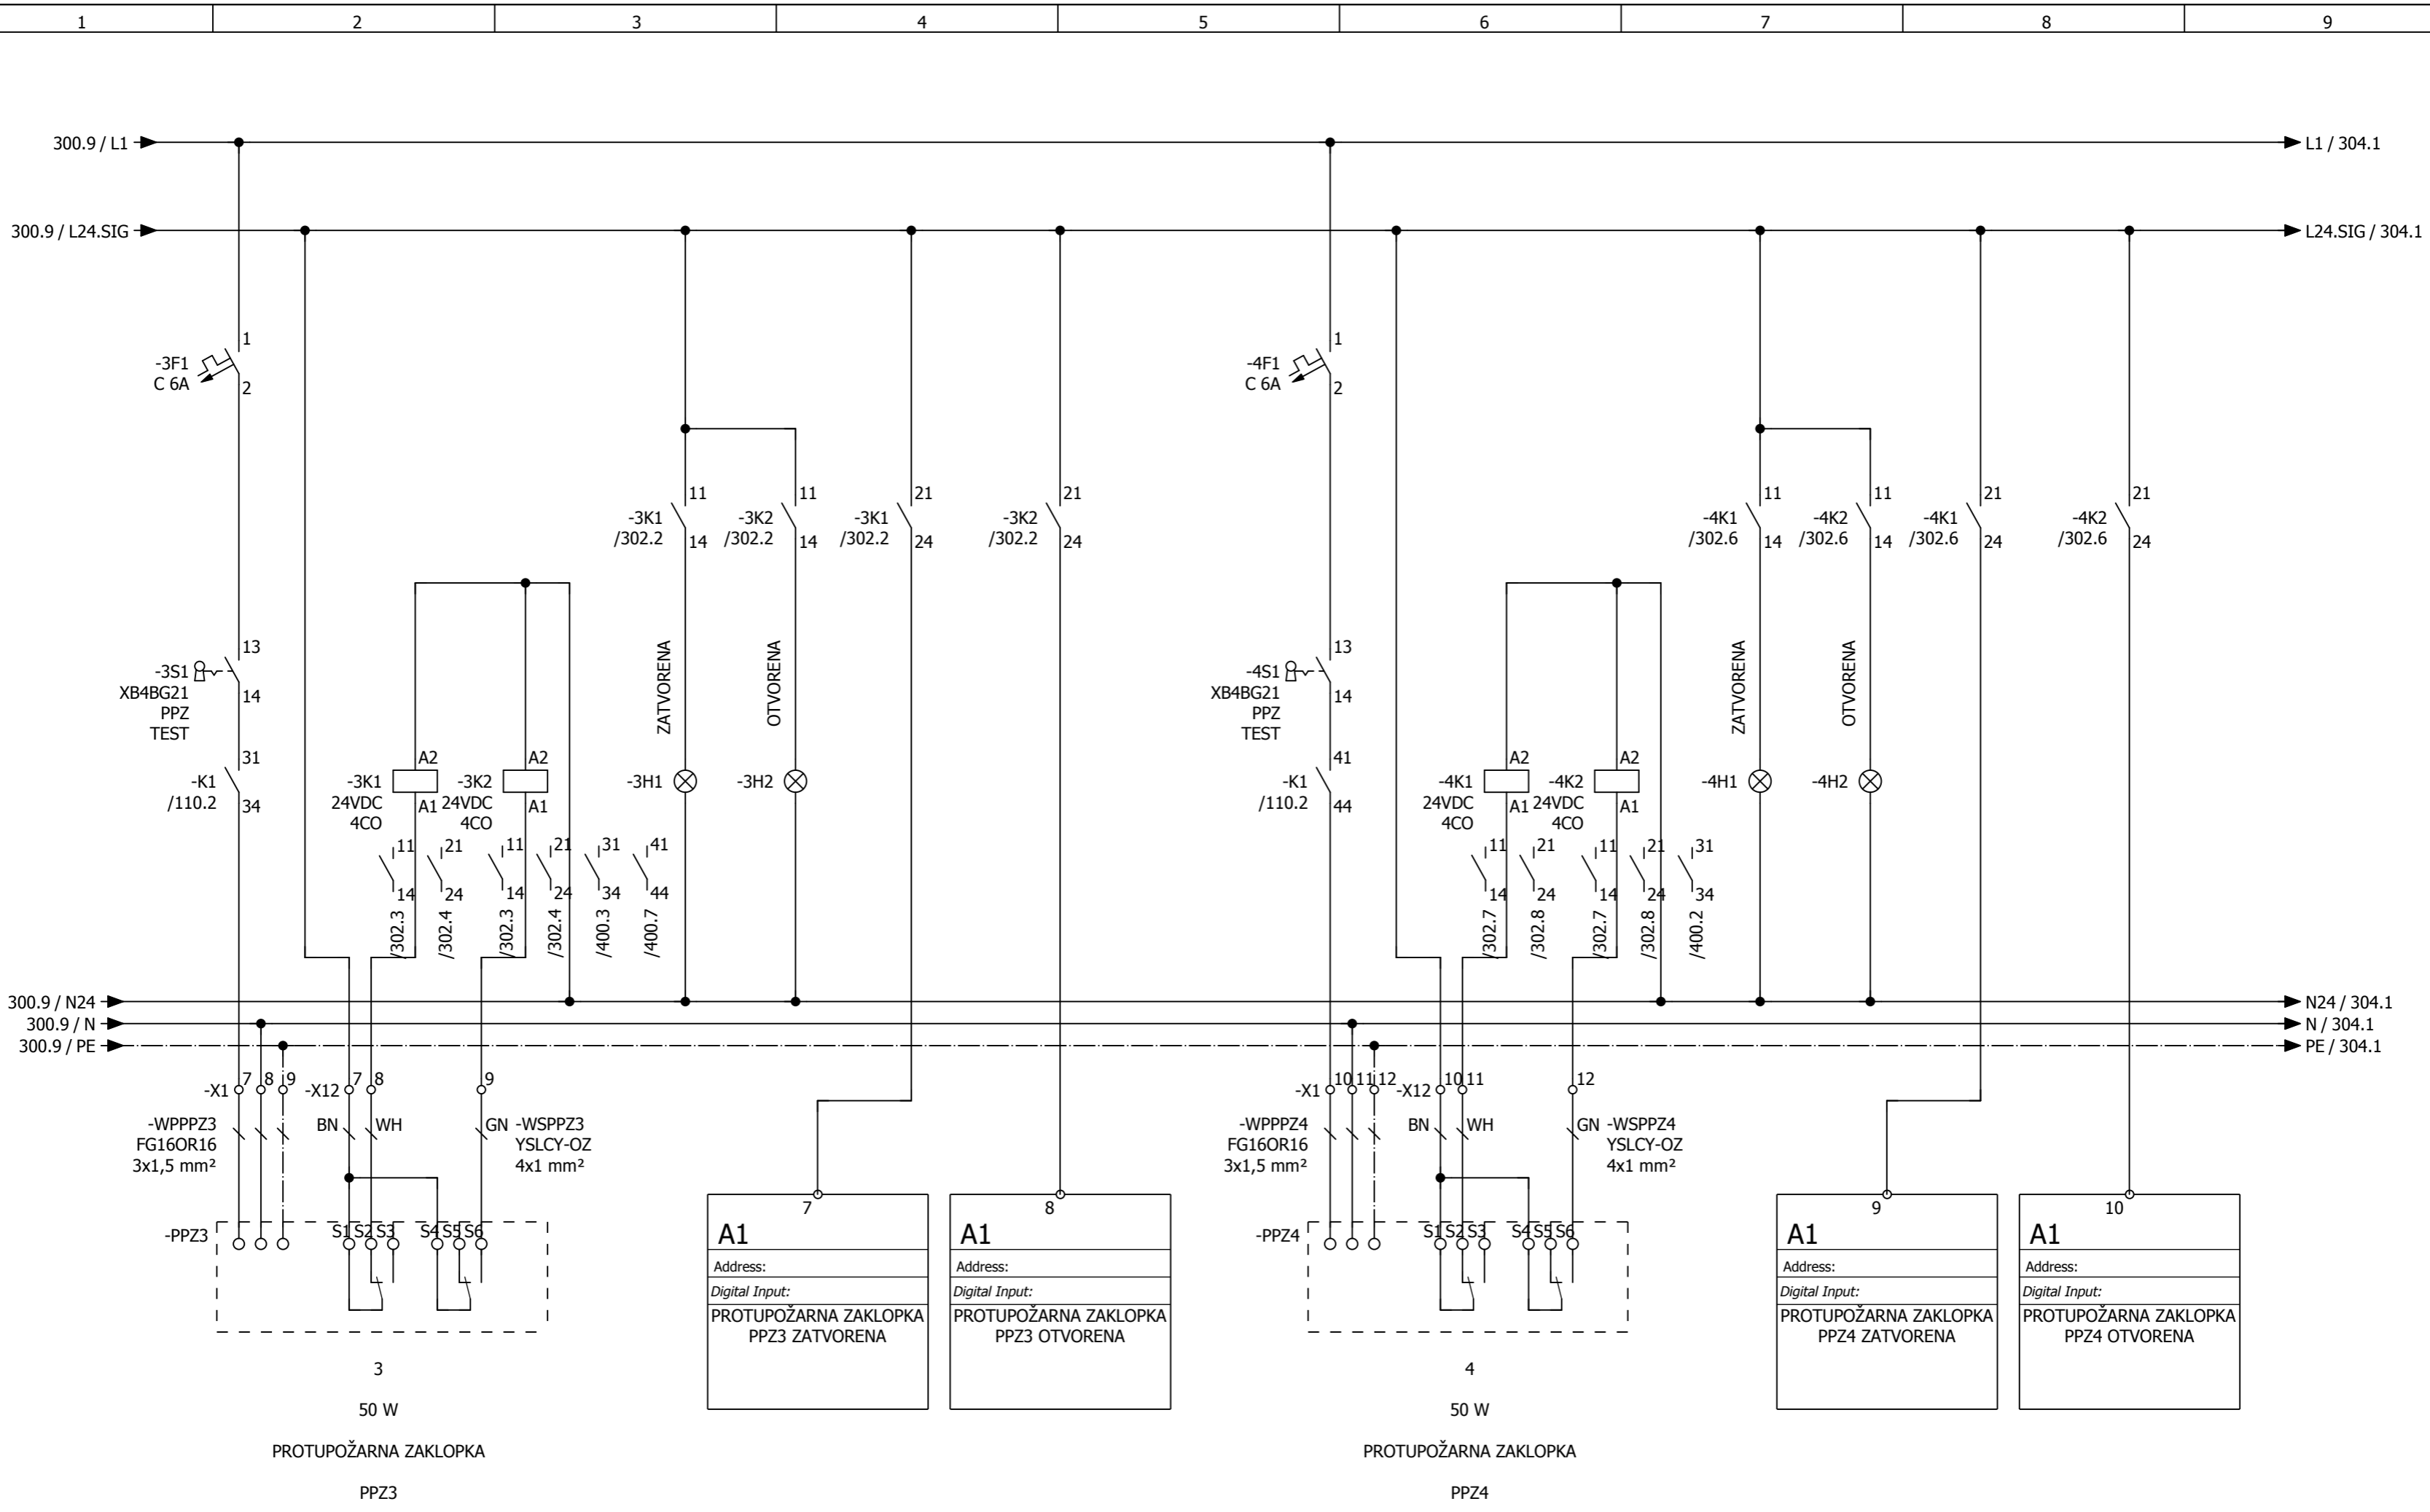 1 2 3 4 5 6 7 8 9
300.9 / L1
L1 / 304.1
300.9 / L24.SIG
L24.SIG / 304.1
1
-3F1
C 6A
2
1
-4F1
C 6A
2
11
-3K1
/302.2
14
11
-3K2
/302.2
14
21
-3K1
/302.2
24
21
-3K2
/302.2
24
11
-4K1
/302.6
14
11
-4K2
/302.6
14
21
-4K1
/302.6
24
21
-4K2
/302.6
24
13
-3S1
XB4BG21
14
PPZ
TEST
31
-K1
/110.2
34
ZATVORENA
OTVORENA
A2
-3K1
24VDC
A1
4CO
A2
-3K2
24VDC
A1
4CO
-3H1
-3H2
11
14
/302.3
21
24
/302.4
11
14
/302.3
21
24
/302.4
31
34
/400.3
41
44
/400.7
13
-4S1
XB4BG21
14
PPZ
TEST
41
-K1
/110.2
44
ZATVORENA
OTVORENA
A2
-4K1
24VDC
A1
4CO
A2
-4K2
24VDC
A1
4CO
-4H1
-4H2
11
14
/302.7
21
24
/302.8
11
14
/302.7
21
24
/302.8
31
34
/400.2
300.9 / N24
N24 / 304.1
300.9 / N
N / 304.1
300.9 / PE
PE / 304.1
-X1 7 8 9 -X12 7 8 9
-WPPPZ3
FG16OR16
3x1,5 mm²
BN WH GN
-WSPPZ3
YSLCY-OZ
4x1 mm²
-PPZ3
S1 S2 S3 S4 S5 S6
3
50 W
PROTUPOŽARNA ZAKLOPKA
PPZ3
7
A1
Address:
Digital Input:
PROTUPOŽARNA ZAKLOPKA
PPZ3 ZATVORENA
8
A1
Address:
Digital Input:
PROTUPOŽARNA ZAKLOPKA
PPZ3 OTVORENA
-X1 10 11 12 -X12 10 11 12
-WPPPZ4
FG16OR16
3x1,5 mm²
BN WH GN
-WSPPZ4
YSLCY-OZ
4x1 mm²
-PPZ4
S1 S2 S3 S4 S5 S6
4
50 W
PROTUPOŽARNA ZAKLOPKA
PPZ4
9
A1
Address:
Digital Input:
PROTUPOŽARNA ZAKLOPKA
PPZ4 ZATVORENA
10
A1
Address:
Digital Input:
PROTUPOŽARNA ZAKLOPKA
PPZ4 OTVORENA